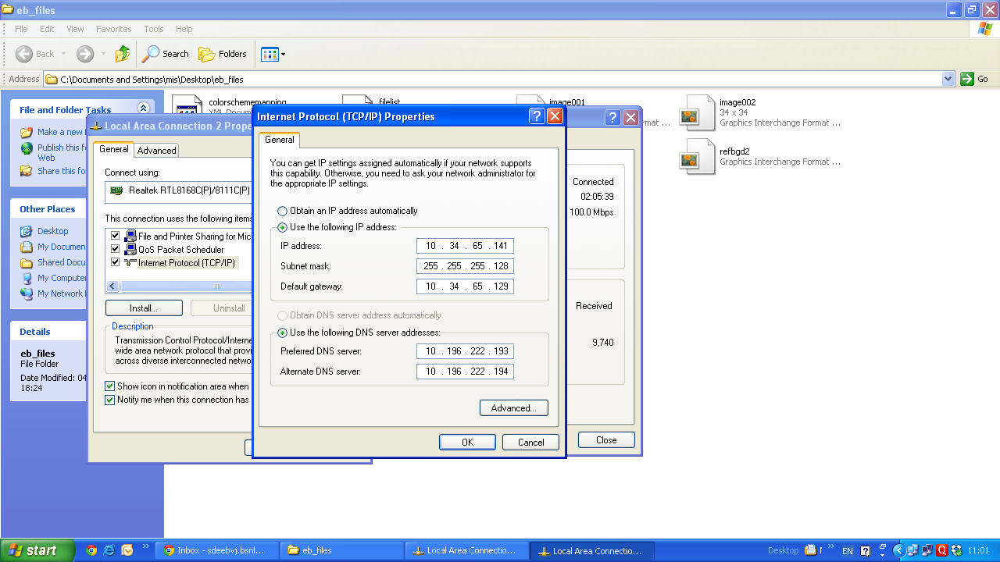 eb_files
File Edit View Favorites Tools Help
Back Search Folders
Address C:\Documents and Settings\mis\Desktop\eb_files Go
File and Folder Tasks
Make a new
Publish this
Web
Share this
Other Places
Desktop
My Documen
Shared Docu
My Compute
My Network
Details
eb_files
File Folder
Date Modified: 04
18:24
colorschememapping
XML Document
filelist
image001
image002
34 x 34
Graphics Interchange Format ...
refbgd2
Graphics Interchange Format ...
mat ...
Local Area Connection 2 Prope
General Advanced
Connecting:
Realtek RTL8168C(P)/8111C(P)
This connection uses the following items
File and Printer Sharing for Mic
QoS Packet Scheduler
Internet Protocol (TCP/IP)
Install... Uninstall
Description
Transmission Control Protocol/Interne
wide area network protocol that provi
across diverse interconnected netwo
Show icon in notification area when
Notify me when this connection has
Internet Protocol (TCP/IP) Properties
General
You can get IP settings assigned automatically if your network supports
this capability. Otherwise, you need to ask your network administrator for
the appropriate IP settings.
Obtain an IP address automatically
Use the following IP address:
IP address: 10 . 34 . 65 . 141
Subnet mask: 255 . 255 . 255 . 128
Default gateway: 10 . 34 . 65 . 129
Obtain DNS server address automatically
Use the following DNS server addresses:
Preferred DNS server: 10 . 196 . 222 . 193
Alternate DNS server: 10 . 196 . 222 . 194
Advanced...
OK Cancel
Connected
02:05:39
100.0 Mbps
Received
9,740
Close
start Inbox - sdeebvj.bsnl... eb_files Local Area Connectio... Local Area Connectio... Desktop EN 11:01